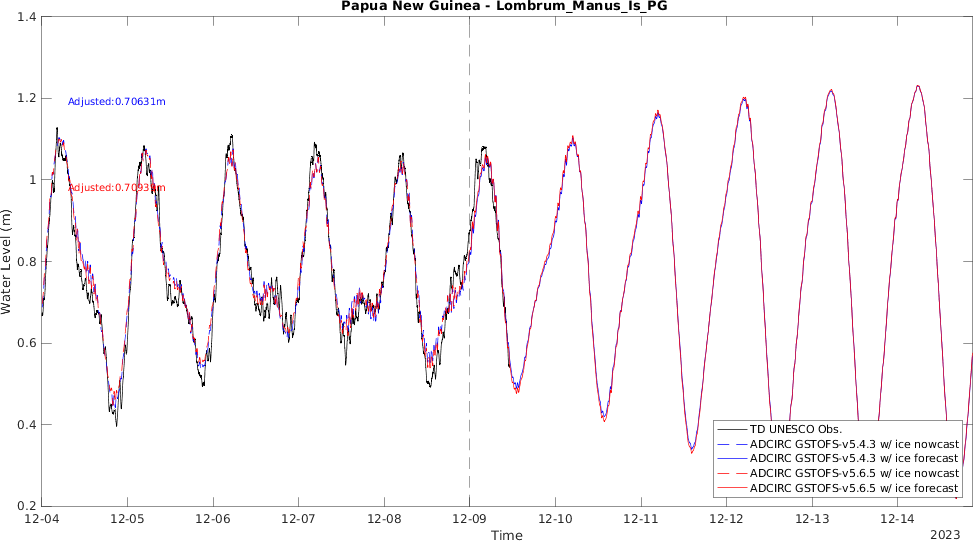 Papua New Guinea - Lombrum_Manus_Is_PG
1.4
1.2
1
0.8
0.6
0.4
0.2
Water Level (m)
Adjusted:0.70631m
Adjusted:0.70937m
TD UNESCO Obs.
ADCIRC GSTOFS-v5.4.3 w/ ice nowcast
ADCIRC GSTOFS-v5.4.3 w/ ice forecast
ADCIRC GSTOFS-v5.6.5 w/ ice nowcast
ADCIRC GSTOFS-v5.6.5 w/ ice forecast
12-04 12-05 12-06 12-07 12-08 12-09 12-10 12-11 12-12 12-13 12-14
Time
2023